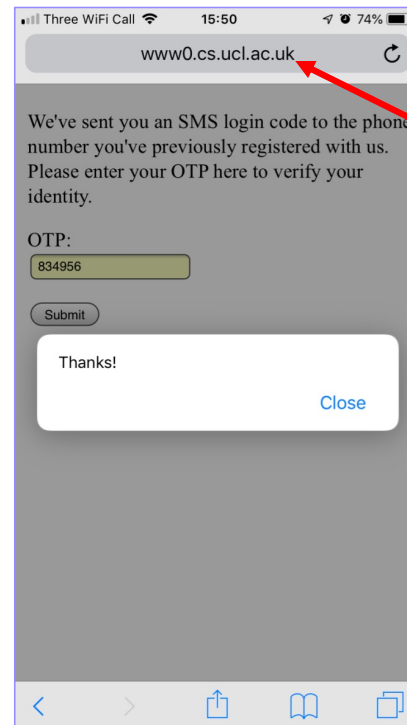 Three WiFi Call 15:50 74%
www0.cs.ucl.ac.uk
We've sent you an SMS login code to the phone
number you've previously registered with us.
Please enter your OTP here to verify your
identity.
OTP:
834956
Submit
Thanks!
Close